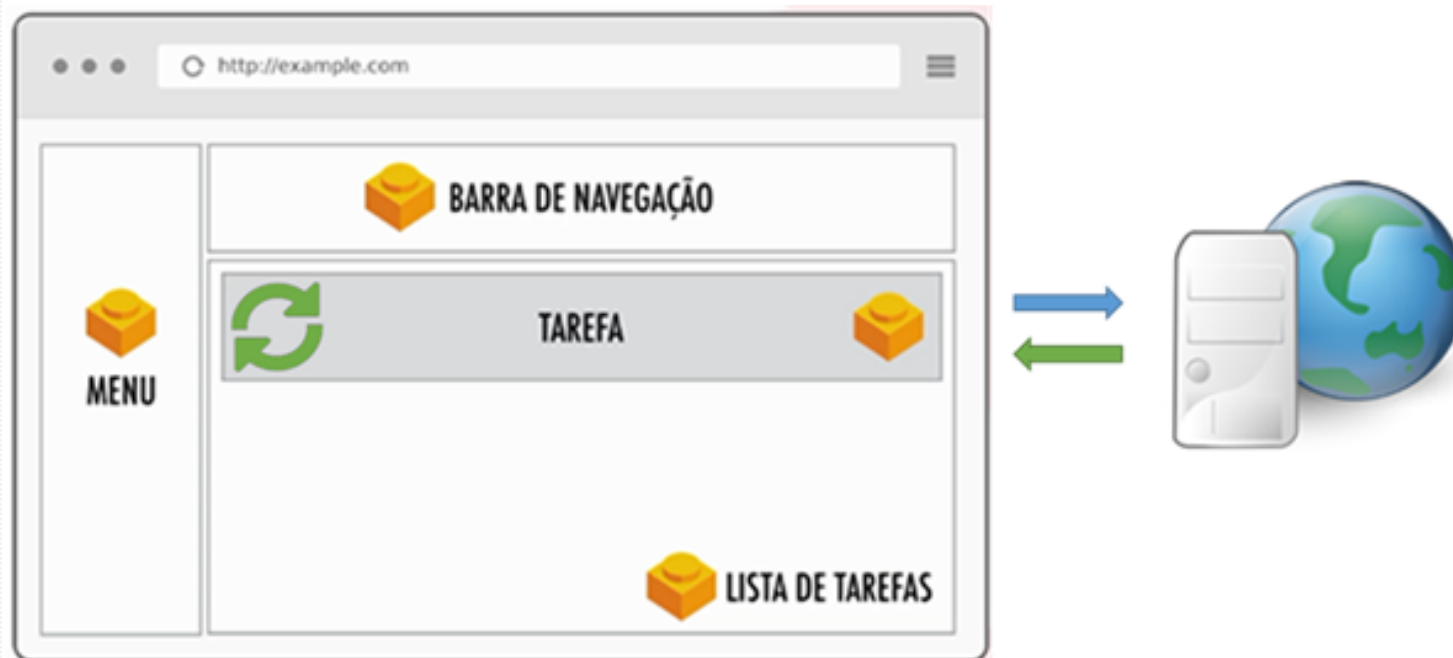 http://example.com
BARRA DE NAVEGAÇÃO
MENU
TAREFA
LISTA DE TAREFAS